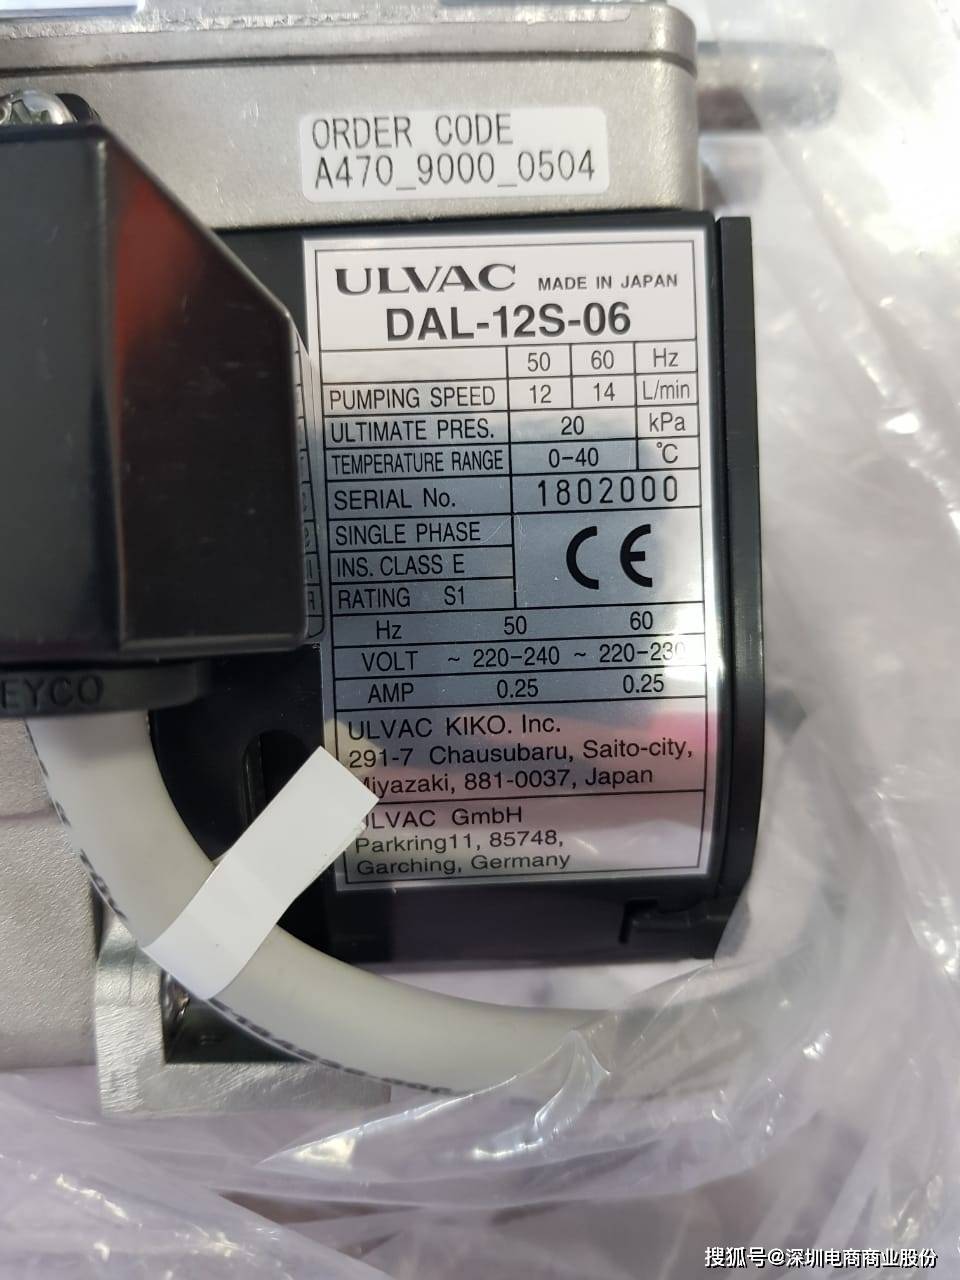 ORDER CODE
A470_9000_0504
ULVAC MADE IN JAPAN
DAL-12S-06
50 60 Hz
PUMPING SPEED 12 14 L/min
ULTIMATE PRES. 20 kPa
TEMPERATURE RANGE 0-40 ℃
SERIAL No. 1802000
SINGLE PHASE
CE
INS. CLASS E
RATING S1
Hz 50 60
VOLT ~ 220-240 ~ 220-230
AMP 0.25 0.25
ULVAC KIKO. Inc.
291-7 Chausubaru, Saito-city,
Miyazaki, 881-0037, Japan
ULVAC GmbH
Parkring11, 85748,
Garching, Germany
EYCO
搜狐号@深圳电商商业股份